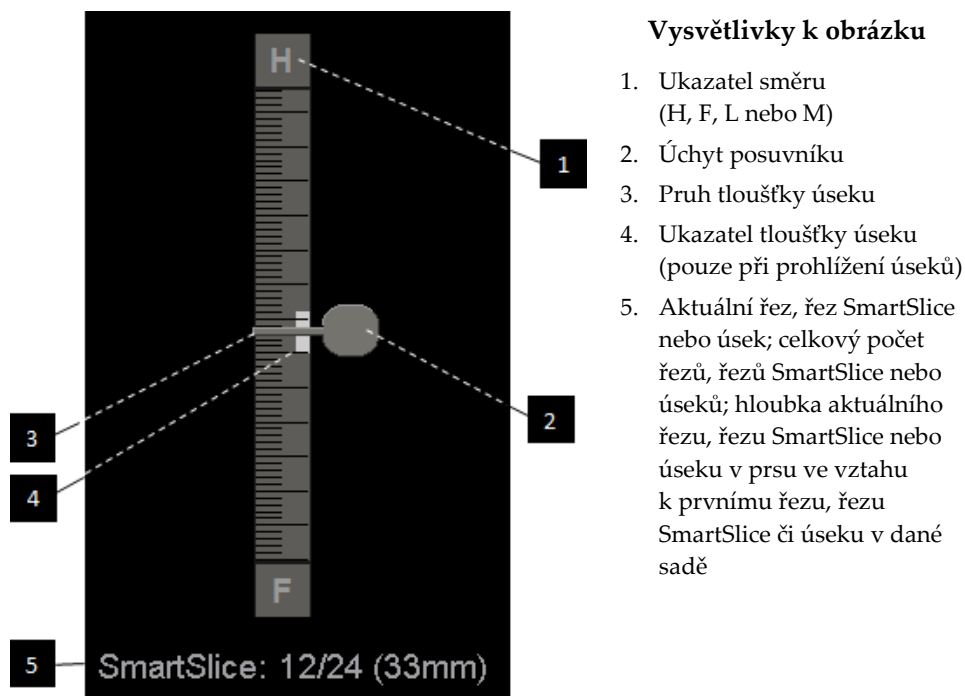 H
1
2
3
4
F
5
SmartSlice: 12/24 (33mm)
Vysvětlivky k obrázku
1. Ukazatel směru
(H, F, L nebo M)
2. Úchyt posuvníku
3. Pruh tloušťky úseku
4. Ukazatel tloušťky úseku
(pouze při prohlížení úseků)
5. Aktuální řez, řez SmartSlice
nebo úsek; celkový počet
řezů, řezů SmartSlice nebo
úseků; hloubka aktuálního
řezu, řezu SmartSlice nebo
úseku v prsu ve vztahu
k prvnímu řezu, řezu
SmartSlice či úseku v dané
sadě